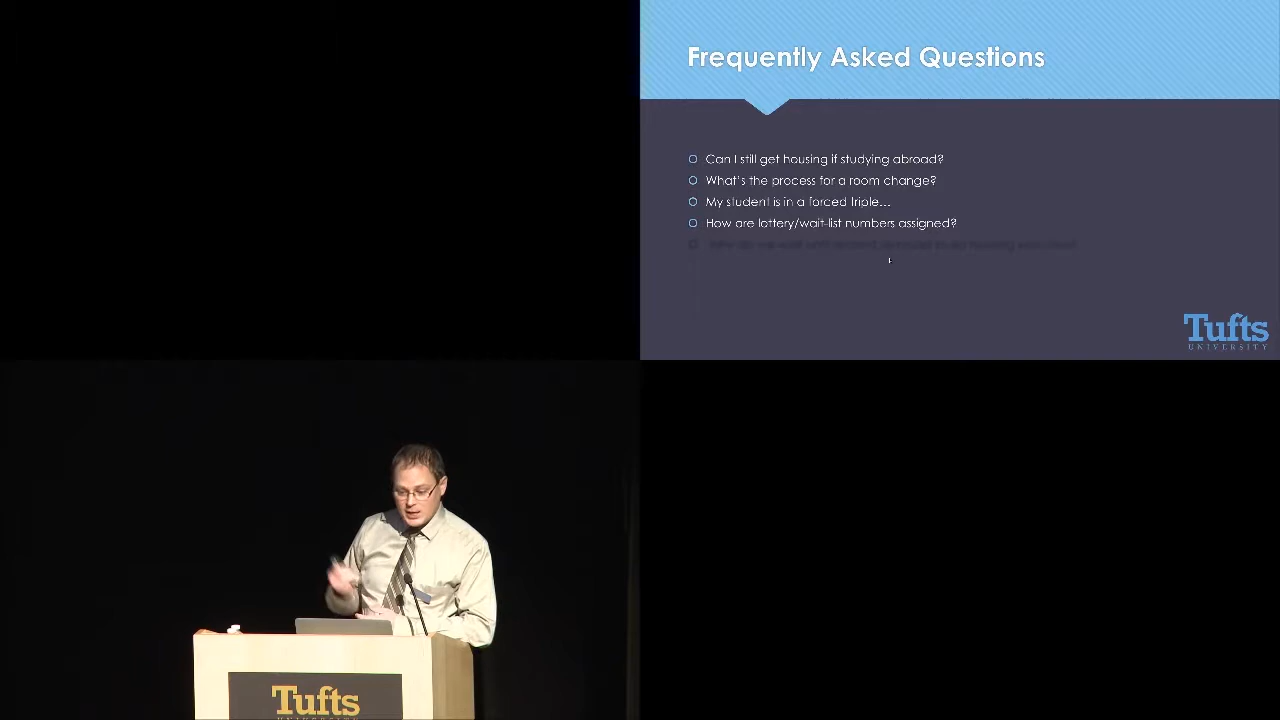 Frequently Asked Questions
Can I still get housing if studying abroad?
What's the process for a room change?
My student is in a forced triple...
How are lottery/wait-list numbers assigned?
Tufts
UNIVERSITY
Tufts
UNIVERSITY